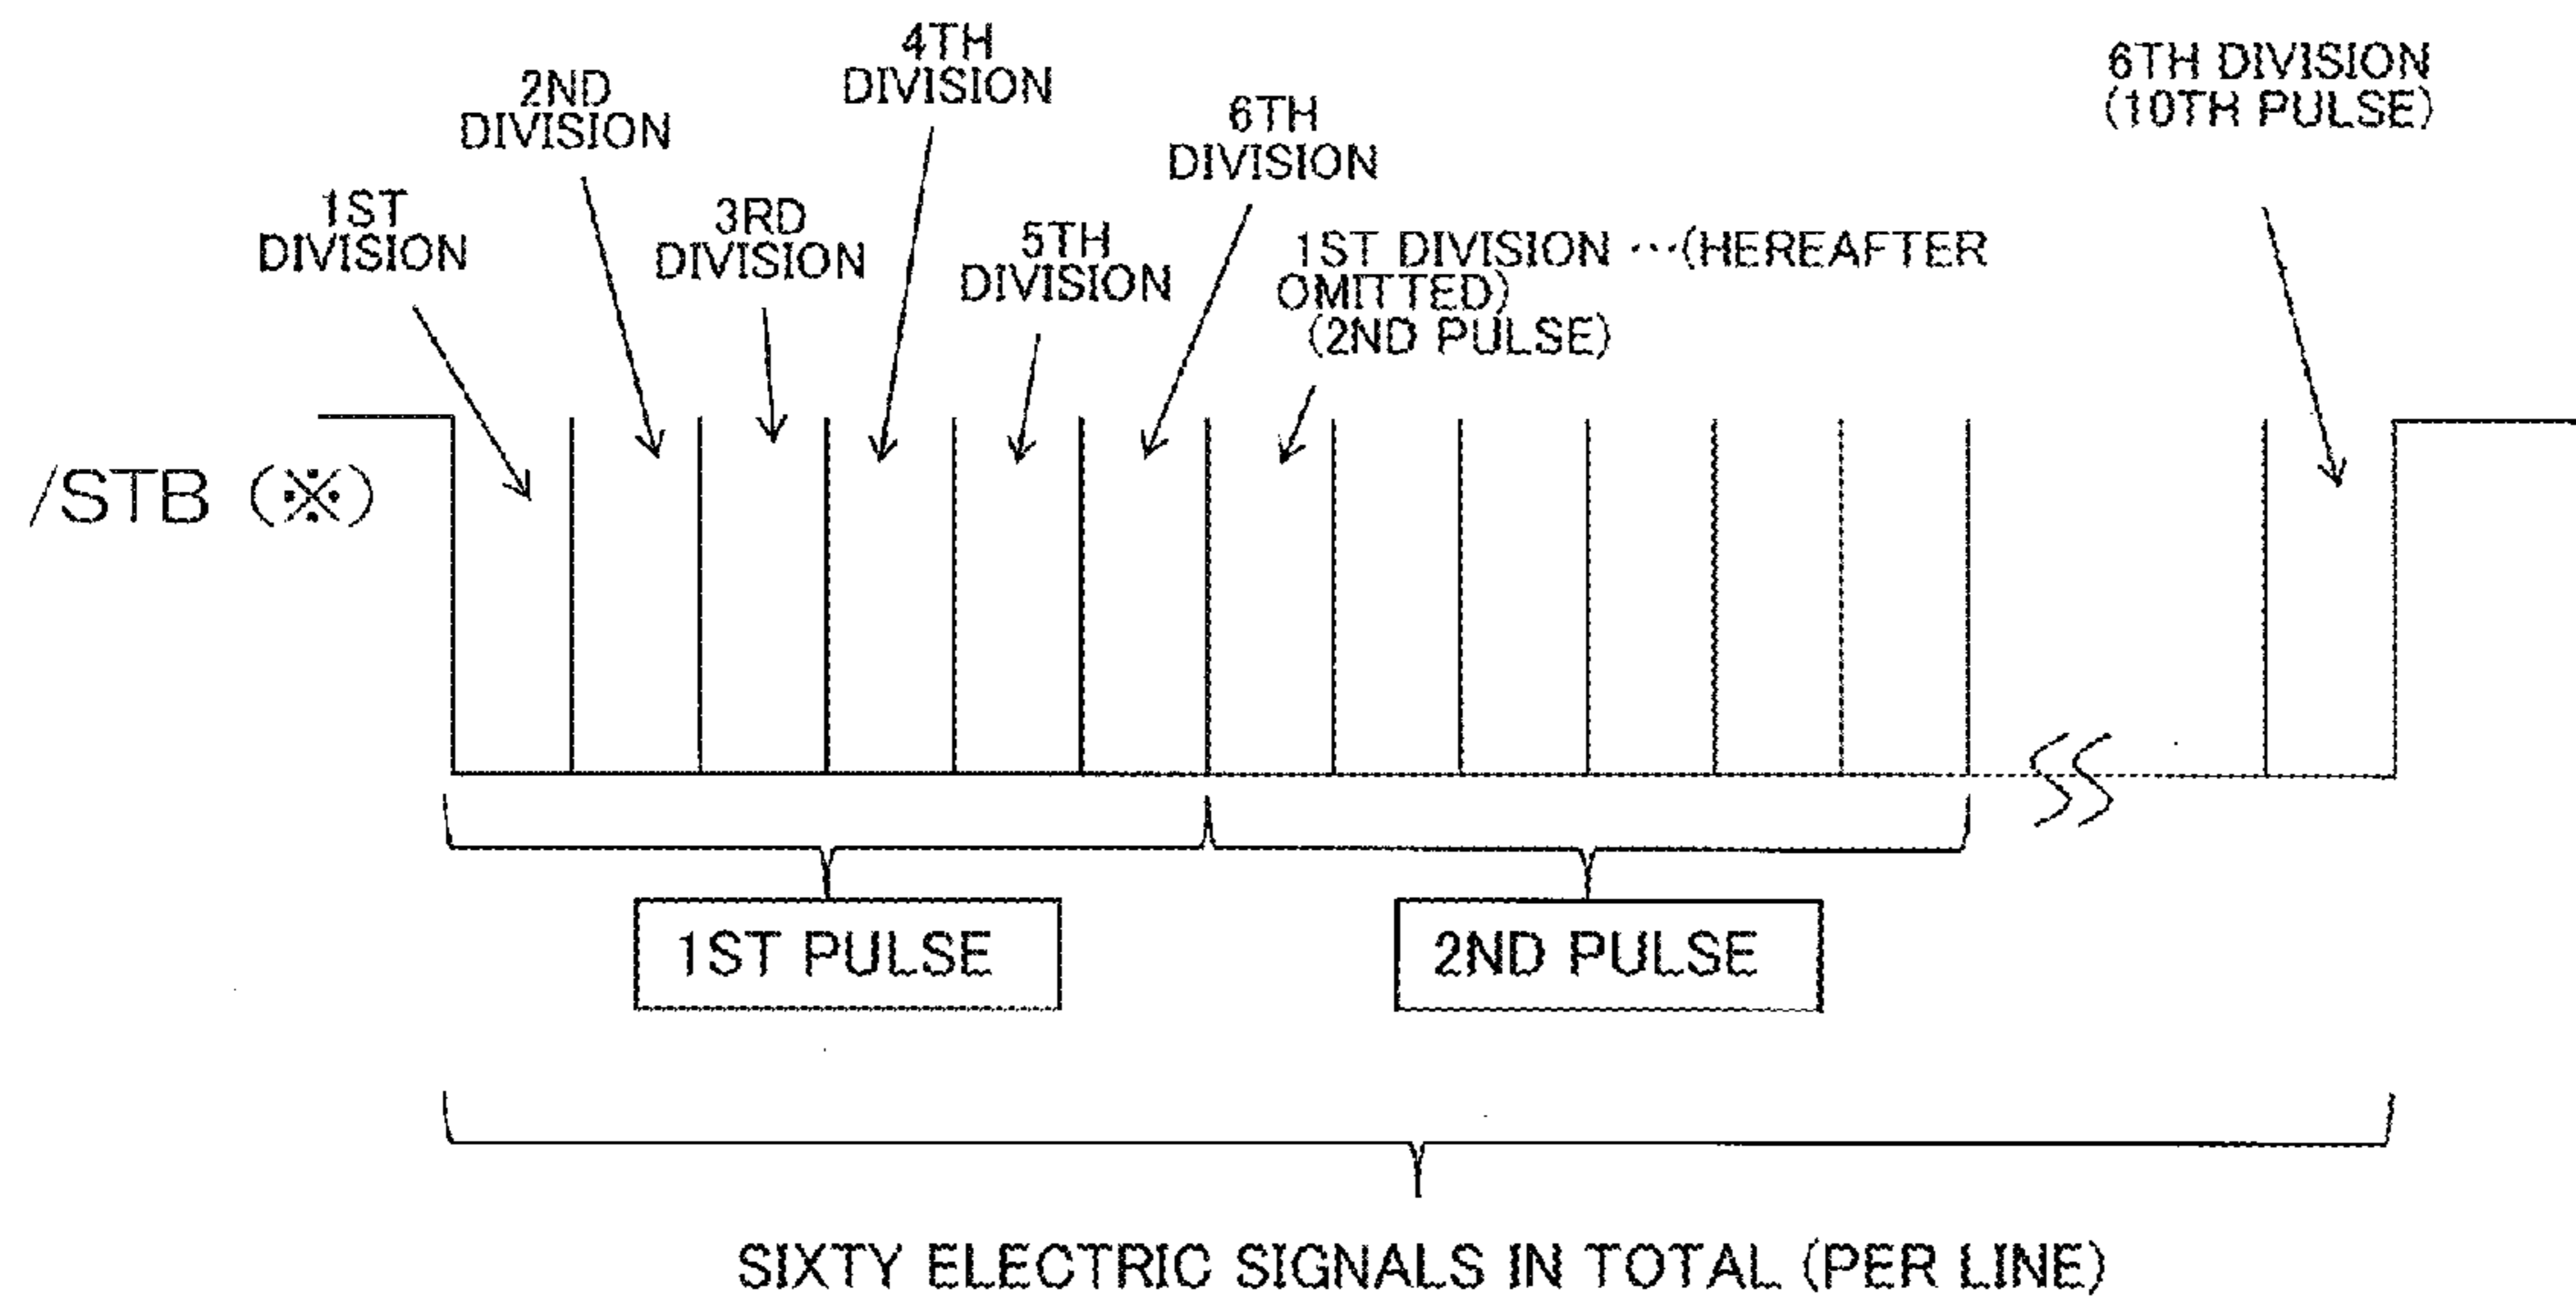 4TH
DIVISION
2ND
DIVISION
6TH
DIVISION
6TH DIVISION
(10TH PULSE)
1ST
DIVISION
3RD
DIVISION
5TH
DIVISION
1ST DIVISION …(HEREAFTER
OMITTED)
(2ND PULSE)
/STB (※)
1ST PULSE
2ND PULSE
SIXTY ELECTRIC SIGNALS IN TOTAL (PER LINE)